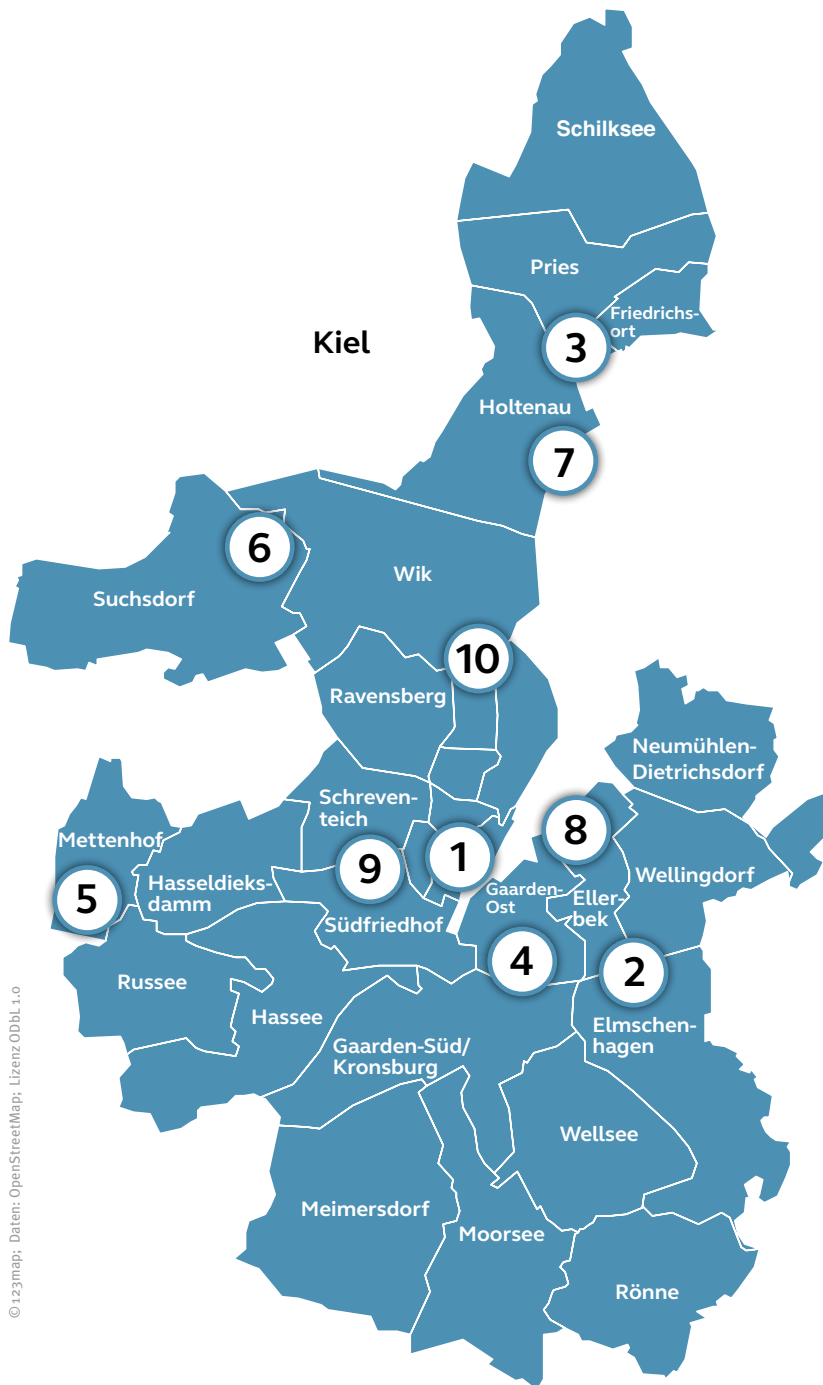 Schilksee
Pries
Friedrichs-
ort
Kiel
3
Holtenau
7
6
Wik
Suchsdorf
10
Ravensberg
Neumühlen-
Dietrichsdorf
Schreven-
teich
8
Mettenhof
1
9
5
Hasseldieks-
damm
Wellingdorf
Gaarden-
Ost
Eller-
bek
Südfriedhof
4
2
Russee
Hassee
Elmschen-
hagen
Gaarden-Süd/
Kronsburg
Wellsee
Meimersdorf
Moorsee
Rönne
©123map; Daten: OpenStreetMap; Lizenz ODbL 1.0